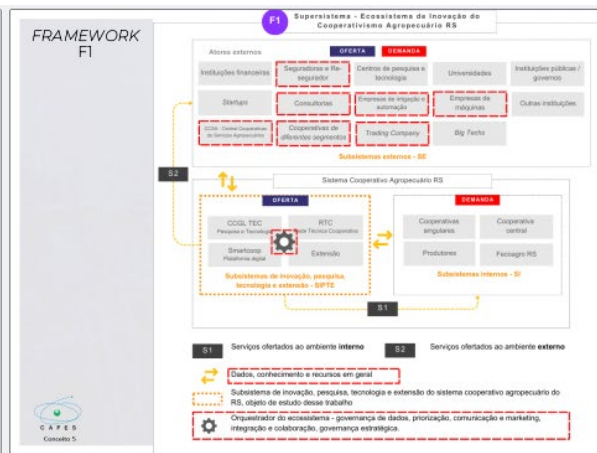 FRAMEWORK
F1
F1
Supersistema - Ecossistema de Inovação do
Cooperativismo Agropecuário RS
Atores externos
OFERTA
DEMANDA
Instituições financeiras
Seguradoras e Re-
segurador
Centros de pesquisa e
tecnologia
Universidades
Instituições públicas /
governos
Startups
Consultorias
Empresas de irrigação e
automação
Empresas de
máquinas
Outras instituições
CCSA - Central Cooperativas
de Serviços Agropecuários
Cooperativas de
diferentes segmentos
Trading Company
Big Techs
Subsistemas externos - SE
S2
Sistema Cooperativo Agropecuário RS
OFERTA
DEMANDA
CCGL TEC
Pesquisa e Tecnologia
RTC
Rede Técnica Cooperativa
Smartcoop
Plataforma digital
Extensão
Subsistemas de inovação, pesquisa,
tecnologia e extensão - SIPTE
Cooperativas
singulares
Cooperativa
central
Produtores
Fecoagro RS
Subsistemas internos - SI
S1
S1
Serviços ofertados ao ambiente interno
S2
Serviços ofertados ao ambiente externo
Dados, conhecimento e recursos em geral
Subsistema de inovação, pesquisa, tecnologia e extensão do sistema cooperativo agropecuário do
RS, objeto de estudo desse trabalho
Orquestrador do ecossistema - governança de dados, priorização, comunicação e marketing,
integração e colaboração, governança estratégica.
CAPES
Conceito 5